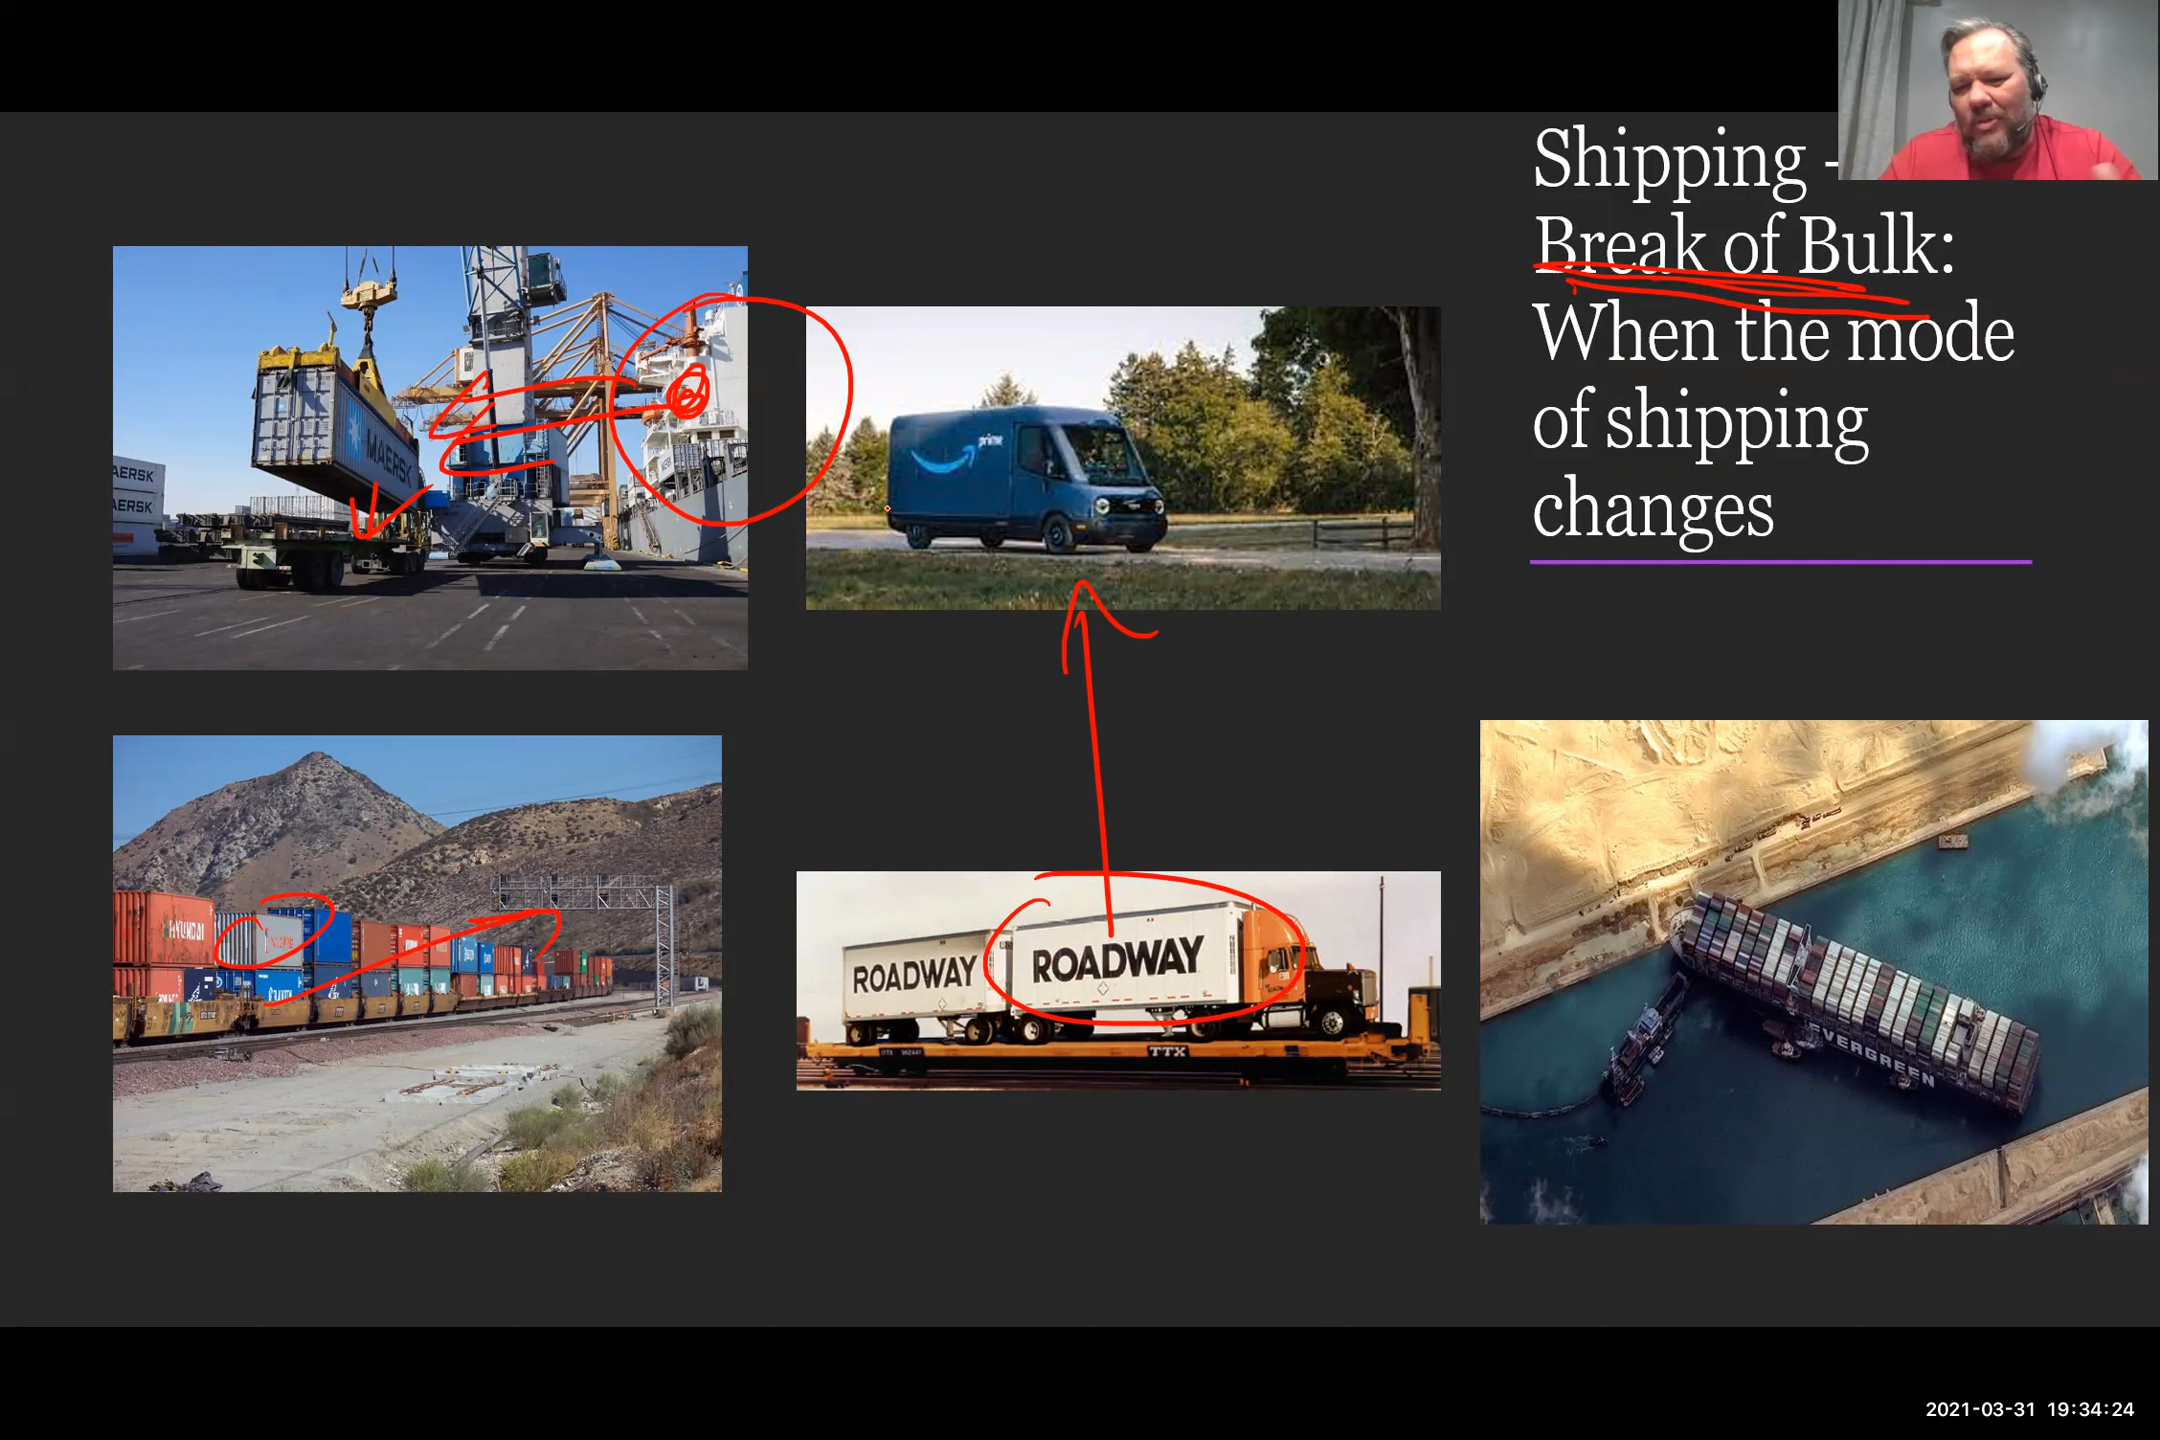 Shipping -
Break of Bulk:
When the mode
of shipping
changes
MAERSK
AERSK
AERSK
prime
HYUNDAI
ROADWAY
ROADWAY
TTX
EVERGREEN
2021-03-31 19:34:24